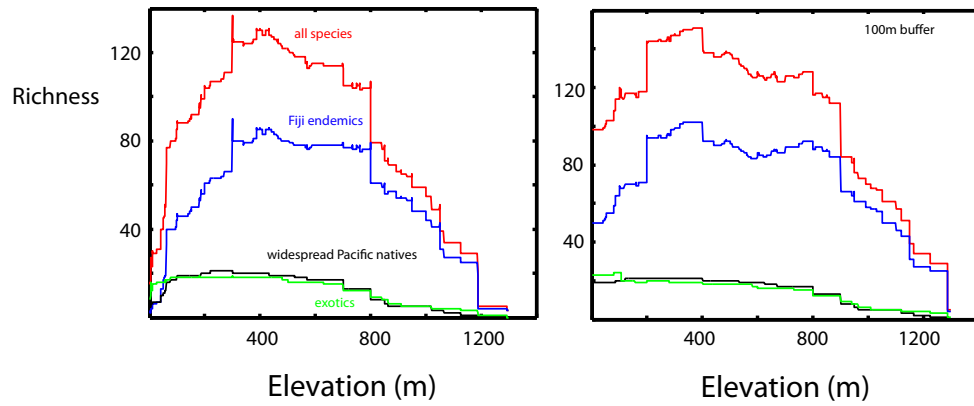 120
80
40
Richness
all species
Fiji endemics
widespread Pacific natives
exotics
400
800
1200
Elevation (m)
100m buffer
120
80
40
400
800
1200
Elevation (m)